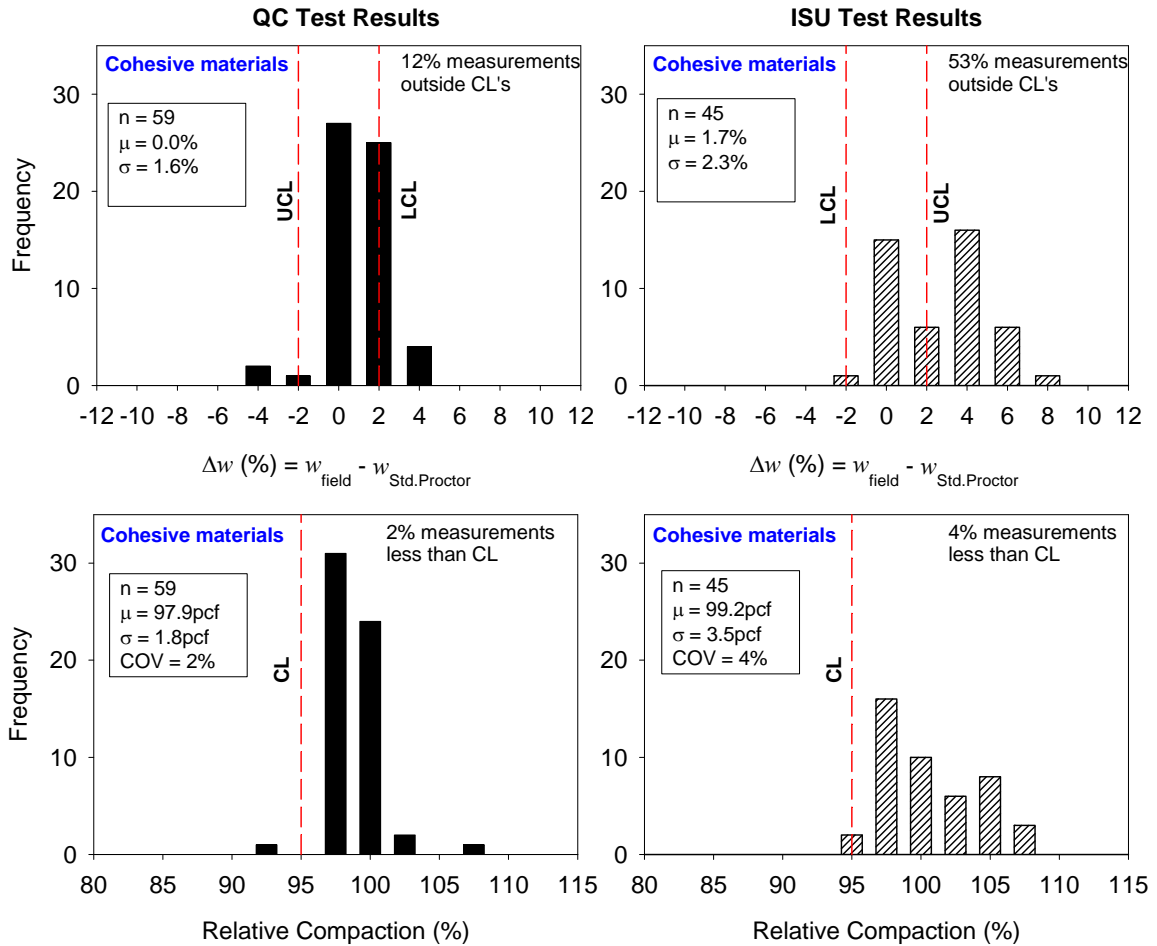 QC Test Results
Cohesive materials
12% measurements
outside CL's
n = 59
μ = 0.0%
σ = 1.6%
UCL
LCL
Frequency
30
20
10
0
-12 -10 -8 -6 -4 -2 0 2 4 6 8 10 12
Δw (%) = w field - w Std.Proctor
ISU Test Results
Cohesive materials
53% measurements
outside CL's
n = 45
μ = 1.7%
σ = 2.3%
LCL
UCL
30
20
10
0
-12 -10 -8 -6 -4 -2 0 2 4 6 8 10 12
Δw (%) = w field - w Std.Proctor
Cohesive materials
2% measurements
less than CL
n = 59
μ = 97.9pcf
σ = 1.8pcf
COV = 2%
CL
Frequency
30
20
10
0
80 85 90 95 100 105 110 115
Relative Compaction (%)
Cohesive materials
4% measurements
less than CL
n = 45
μ = 99.2pcf
σ = 3.5pcf
COV = 4%
CL
30
20
10
0
80 85 90 95 100 105 110 115
Relative Compaction (%)